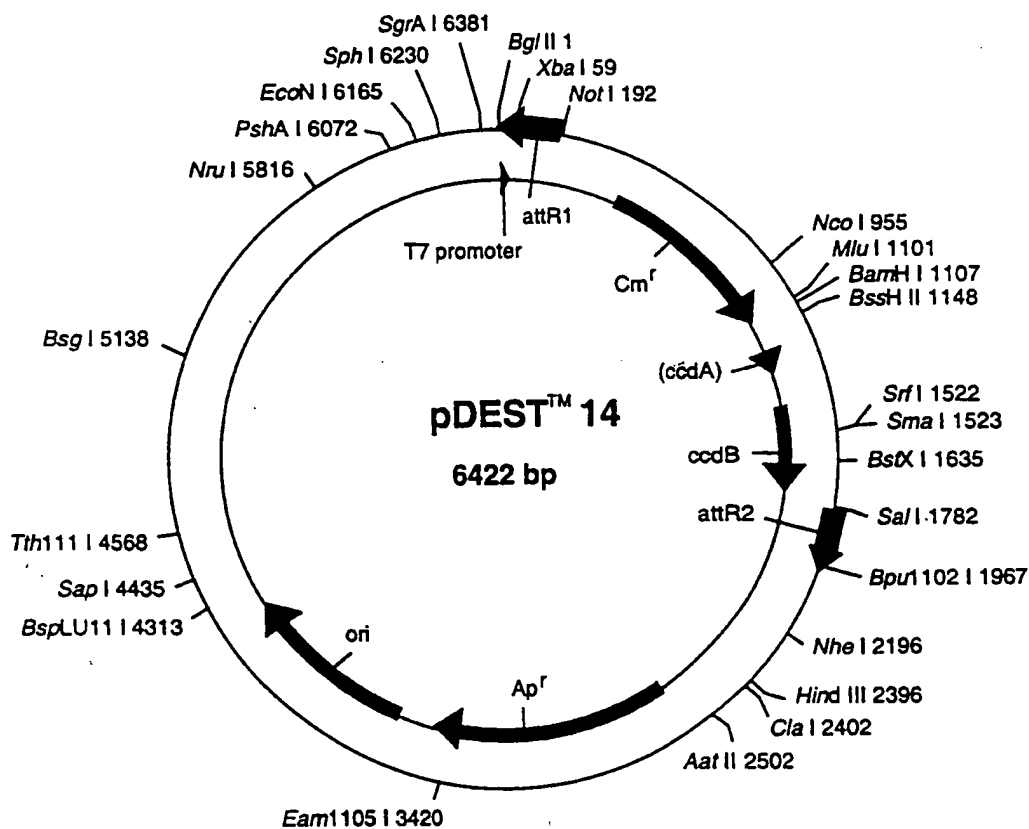 SgrA I 6381
Sph I 6230
EcoN I 6165
PshA I 6072
Nru I 5816
Bgl II 1
Xba I 59
Not I 192
attR1
T7 promoter
Cmʳ
Nco I 955
Mlu I 1101
BamH I 1107
BssH II 1148
(ccdA)
Bsg I 5138
pDEST™ 14
6422 bp
Srf I 1522
Sma I 1523
ccdB
BstX I 1635
attR2
Sal I 1782
Bpu1102 I 1967
Tth111 I 4568
Sap I 4435
BspLU11 I 4313
ori
Apʳ
Nhe I 2196
Hind III 2396
Cla I 2402
Aat II 2502
Eam1105 I 3420